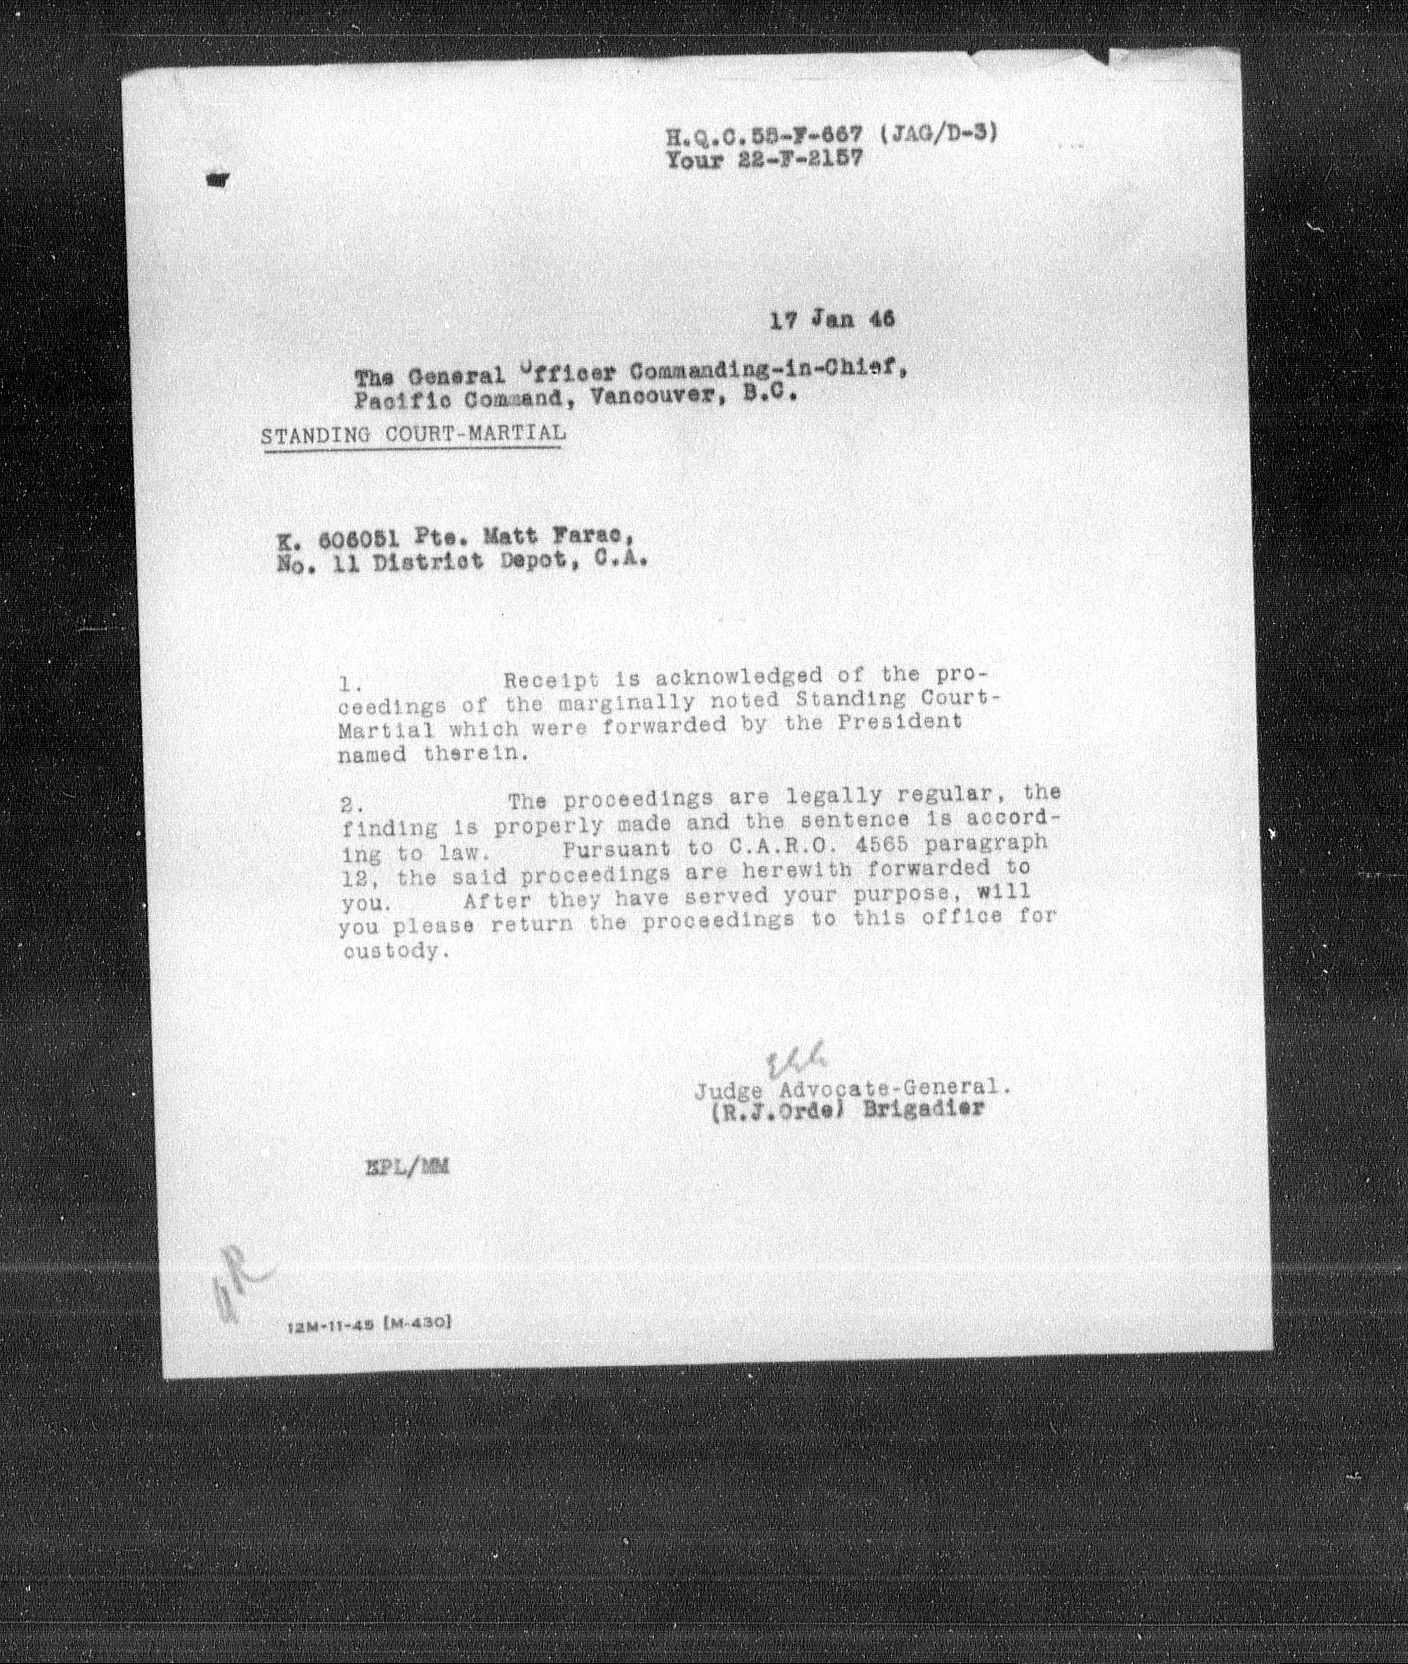 H.Q.C.55-F-667 (JAG/D-3)
Your 22-F-2157
17 Jan 46
The General Officer Commanding-in-Chief,
Pacific Command, Vancouver, B.C.
STANDING COURT-MARTIAL
K. 606051 Pte. Matt Farac,
No. 11 District Depot, C.A.
1. Receipt is acknowledged of the pro-
ceedings of the marginally noted Standing Court-
Martial which were forwarded by the President
named therein.
2. The proceedings are legally regular, the
finding is properly made and the sentence is accord-
ing to law. Pursuant to C.A.R.O. 4565 paragraph
12, the said proceedings are herewith forwarded to
you. After they have served your purpose, will
you please return the proceedings to this office for
custody.
Judge Advocate-General.
(R.J.Orde) Brigadier
EPL/MM
12M-11-45 [M-430]